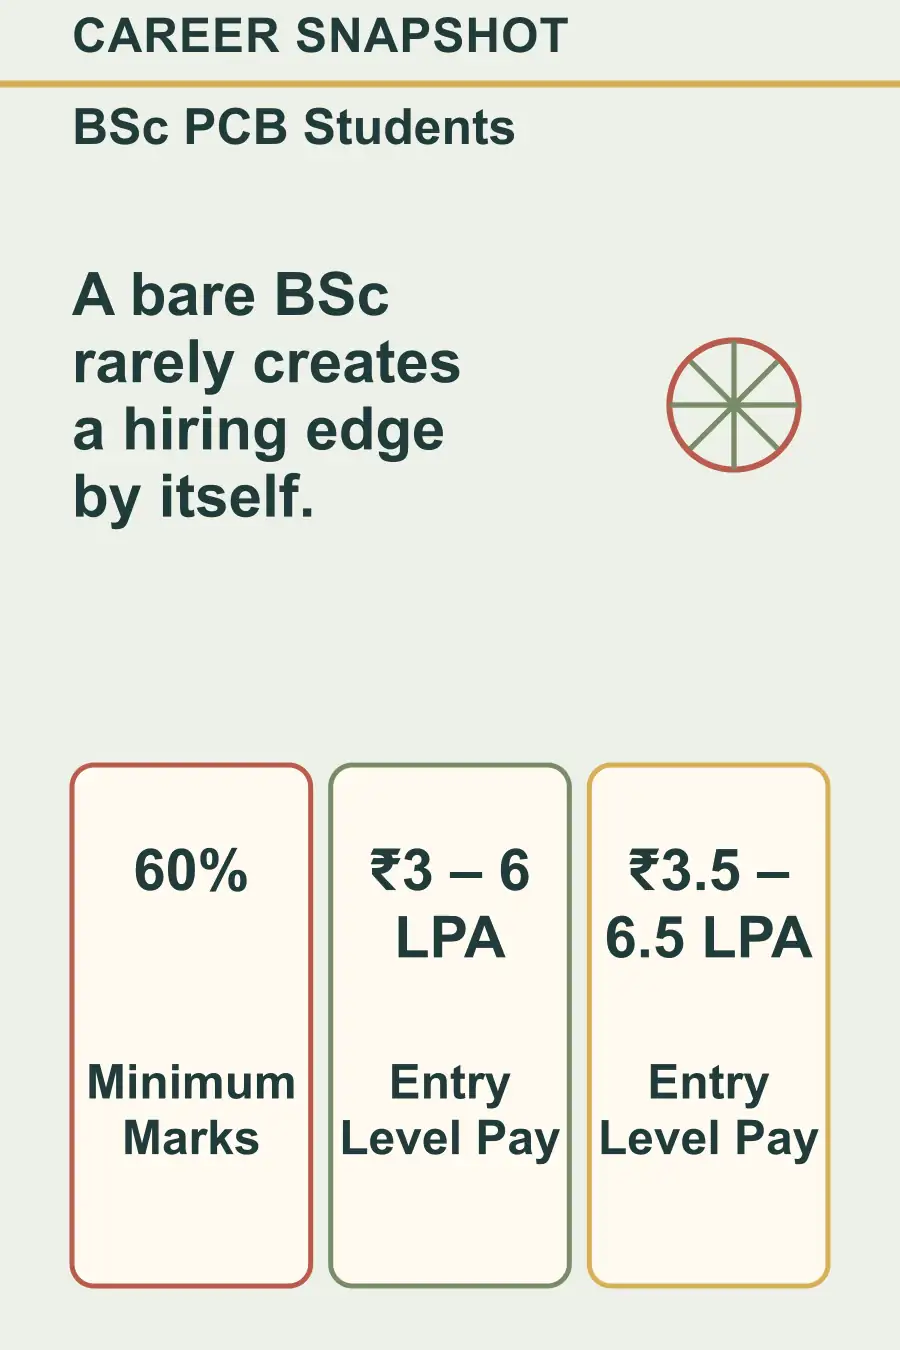 CAREER SNAPSHOT
BSc PCB Students
A bare BSc
rarely creates
a hiring edge
by itself.
60%
Minimum
Marks
₹3 – 6
LPA
Entry
Level Pay
₹3.5 –
6.5 LPA
Entry
Level Pay